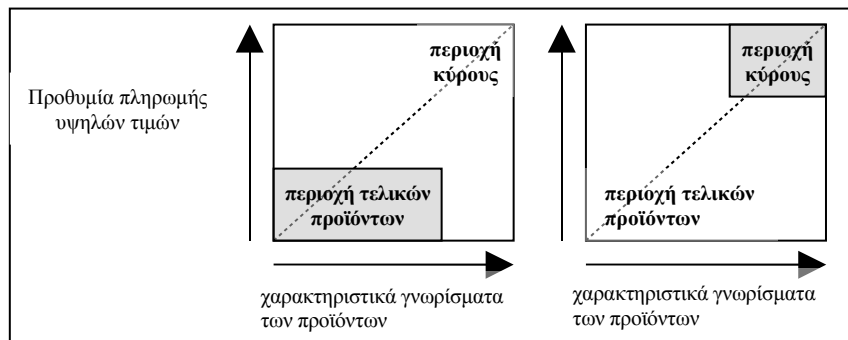 Προθυμία πληρωμής
υψηλών τιμών
περιοχή
κύρους
περιοχή τελικών
προϊόντων
χαρακτηριστικά γνωρίσματα
των προϊόντων
περιοχή
κύρους
περιοχή τελικών
προϊόντων
χαρακτηριστικά γνωρίσματα
των προϊόντων